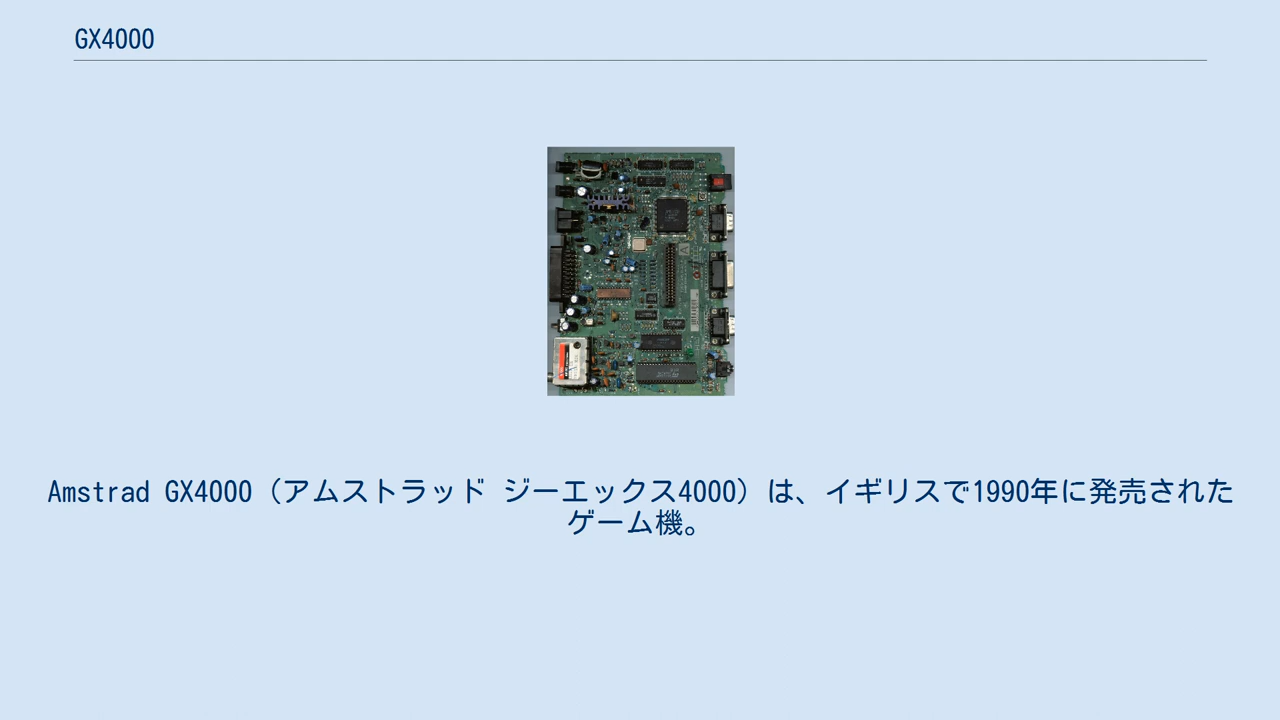 GX4000
Amstrad GX4000（アムストラッド ジーエックス4000）は、イギリスで1990年に発売された
ゲーム機。